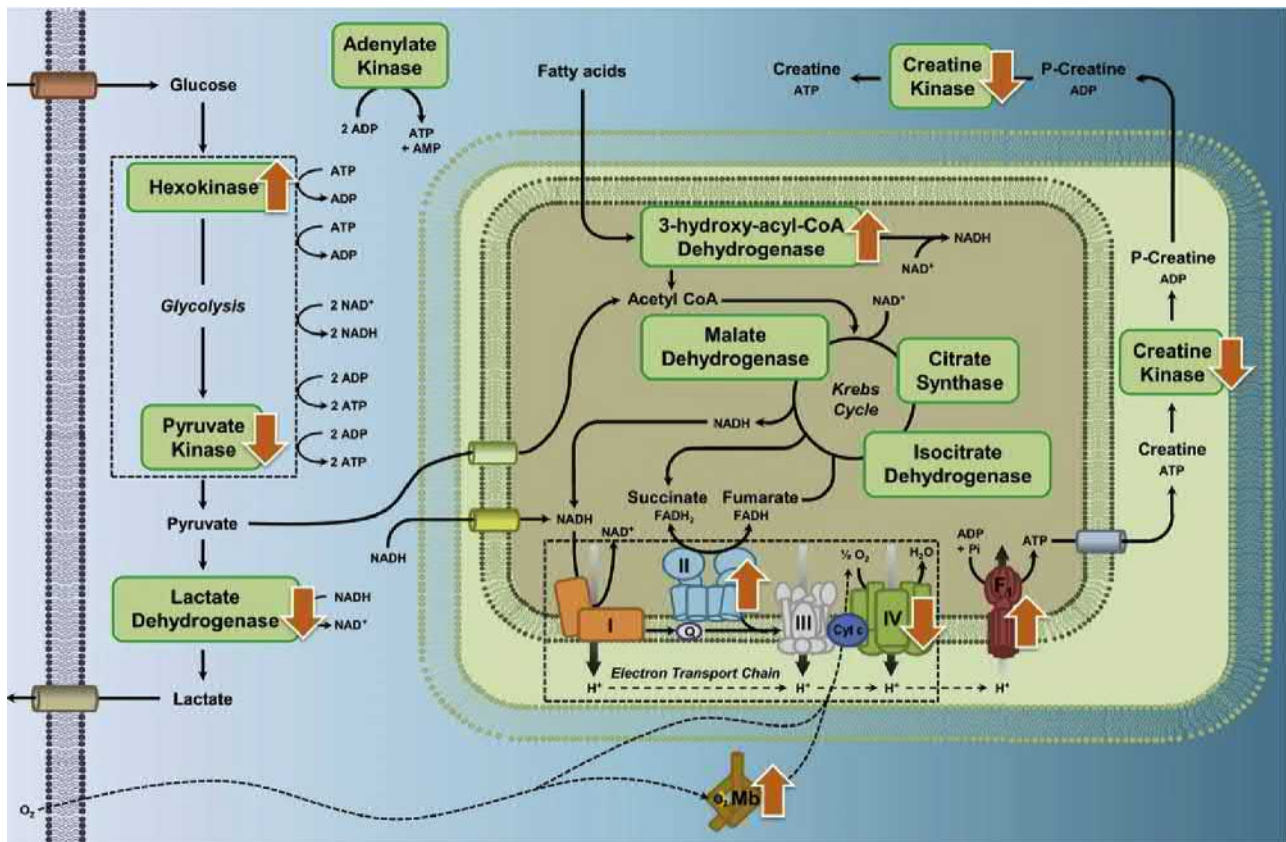 Adenylate
Kinase
2 ADP
ATP
+ AMP
Fatty acids
Creatine
ATP
Creatine
Kinase
P-Creatine
ADP
Glucose
Hexokinase
ATP
ADP
ATP
ADP
Glycolysis
2 NAD⁺
2 NADH
2 ADP
2 ATP
Pyruvate
Kinase
2 ADP
2 ATP
Pyruvate
NADH
Lactate
Dehydrogenase
NADH
NAD⁺
Lactate
O₂
3-hydroxy-acyl-CoA
Dehydrogenase
NADH
NAD⁺
Acetyl CoA
NAD⁺
Malate
Dehydrogenase
Citrate
Synthase
Krebs
Cycle
Isocitrate
Dehydrogenase
NADH
Succinate
FADH₂
Fumarate
FADH
NADH
NAD⁺
I
II
Q
III
Cyt c
IV
½ O₂
H₂O
ADP
+ Pi
ATP
F₁
Electron Transport Chain
H⁺
H⁺
H⁺
H⁺
O₂ Mb
P-Creatine
ADP
Creatine
Kinase
Creatine
ATP